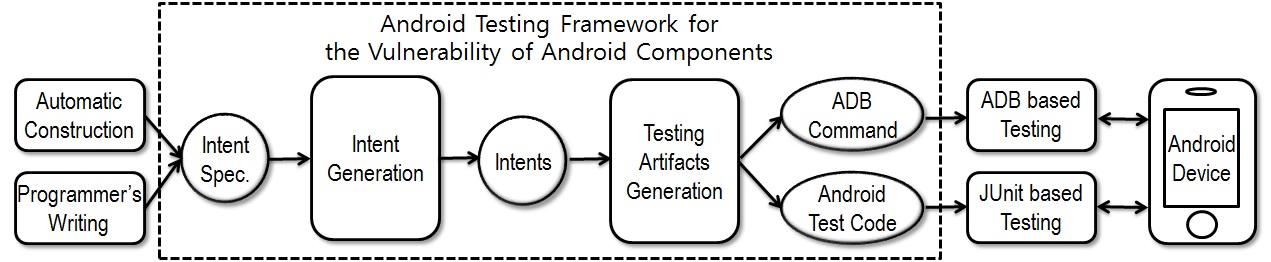 Android Testing Framework for
the Vulnerability of Android Components
Automatic
Construction
Programmer's
Writing
Intent
Spec.
Intent
Generation
Intents
Testing
Artifacts
Generation
ADB
Command
Android
Test Code
ADB based
Testing
JUnit based
Testing
Android
Device